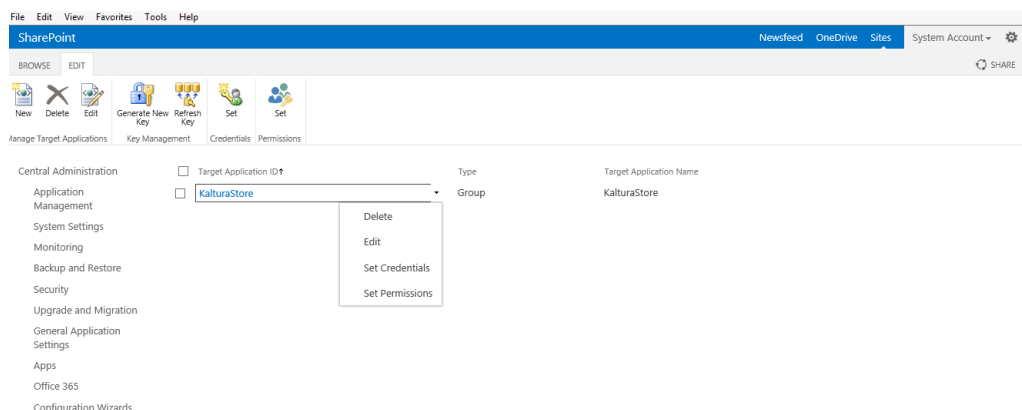 File Edit View Favorites Tools Help
SharePoint Newsfeed OneDrive Sites System Account
BROWSE EDIT SHARE
New Delete Edit Generate New Key Refresh Key Set Set
Manage Target Applications Key Management Credentials Permissions
Central Administration
Target Application ID↑ Type Target Application Name
KalturaStore Group KalturaStore
Delete
Edit
Set Credentials
Set Permissions
Application
Management
System Settings
Monitoring
Backup and Restore
Security
Upgrade and Migration
General Application
Settings
Apps
Office 365
Configuration Wizards